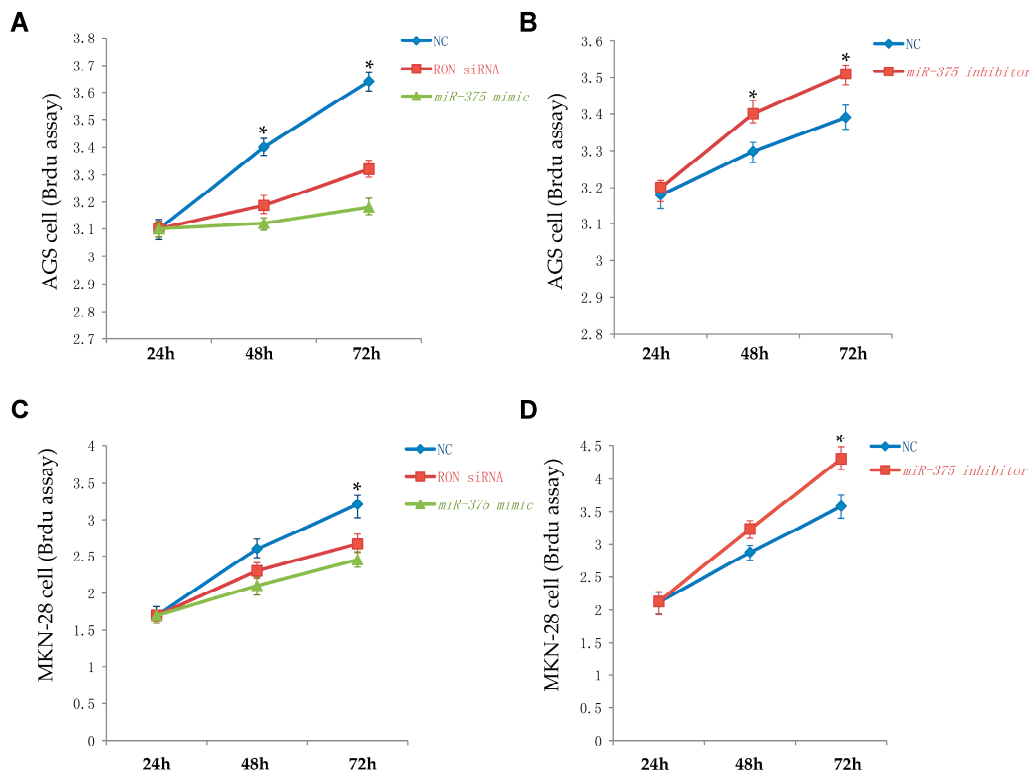 A
AGS cell (Brdu assay)
3.8
3.7
3.6
3.5
3.4
3.3
3.2
3.1
3
2.9
2.8
2.7
*
*
24h
48h
72h
NC
RON siRNA
miR-375 mimic
B
AGS cell (Brdu assay)
3.6
3.5
3.4
3.3
3.2
3.1
3
2.9
2.8
*
*
24h
48h
72h
NC
miR-375 inhibitor
C
MKN-28 cell (Brdu assay)
4
3.5
3
2.5
2
1.5
1
0.5
0
*
24h
48h
72h
NC
RON siRNA
miR-375 mimic
D
MKN-28 cell (Brdu assay)
4.5
4
3.5
3
2.5
2
1.5
1
0.5
0
*
24h
48h
72h
NC
miR-375 inhibitor